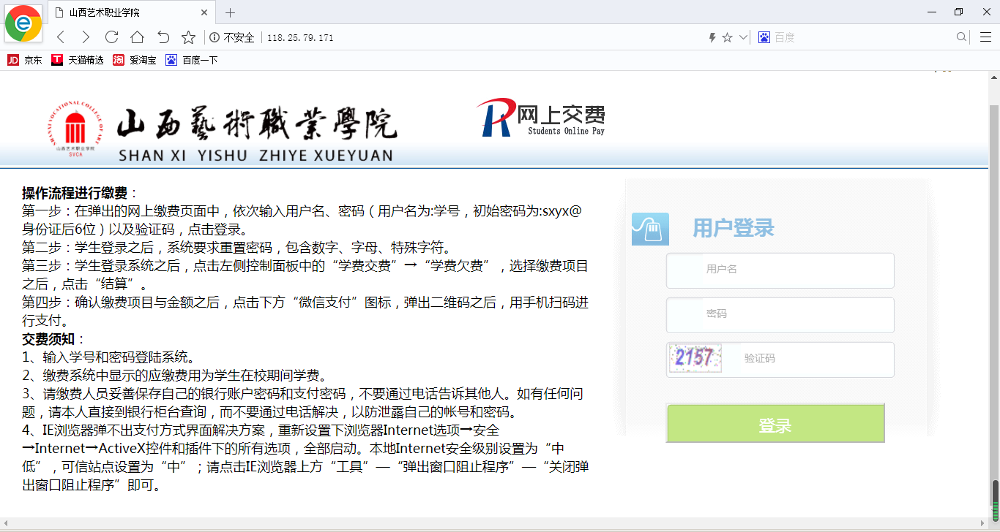 山西艺术职业学院
不安全
118.25.79.171
百度
JD 京东
T 天猫精选
淘 爱淘宝
百度一下
SHANXI VOCATIONAL COLLEGE OF ART
山西艺术职业学院
SVCA
山西藝術職業學院
SHAN XI YISHU ZHIYE XUEYUAN
网上交费
Students Online Pay
操作流程进行缴费：
第一步：在弹出的网上缴费页面中，依次输入用户名、密码（用户名为:学号，初始密码为:sxyx@
身份证后6位）以及验证码，点击登录。
第二步：学生登录之后，系统要求重置密码，包含数字、字母、特殊字符。
第三步：学生登录系统之后，点击左侧控制面板中的“学费交费”→“学费欠费”，选择缴费项目
之后，点击“结算”。
第四步：确认缴费项目与金额之后，点击下方“微信支付”图标，弹出二维码之后，用手机扫码进
行支付。
交费须知：
1、输入学号和密码登陆系统。
2、缴费系统中显示的应缴费用为学生在校期间学费。
3、请缴费人员妥善保存自己的银行账户密码和支付密码，不要通过电话告诉其他人。如有任何问
题，请本人直接到银行柜台查询，而不要通过电话解决，以防泄露自己的帐号和密码。
4、IE浏览器弹不出支付方式界面解决方案，重新设置下浏览器Internet选项→安全
→Internet→ActiveX控件和插件下的所有选项，全部启动。本地Internet安全级别设置为“中
低”，可信站点设置为“中”；请点击IE浏览器上方“工具”—“弹出窗口阻止程序”—“关闭弹
出窗口阻止程序”即可。
用户登录
用户名
密码
2157
验证码
登录